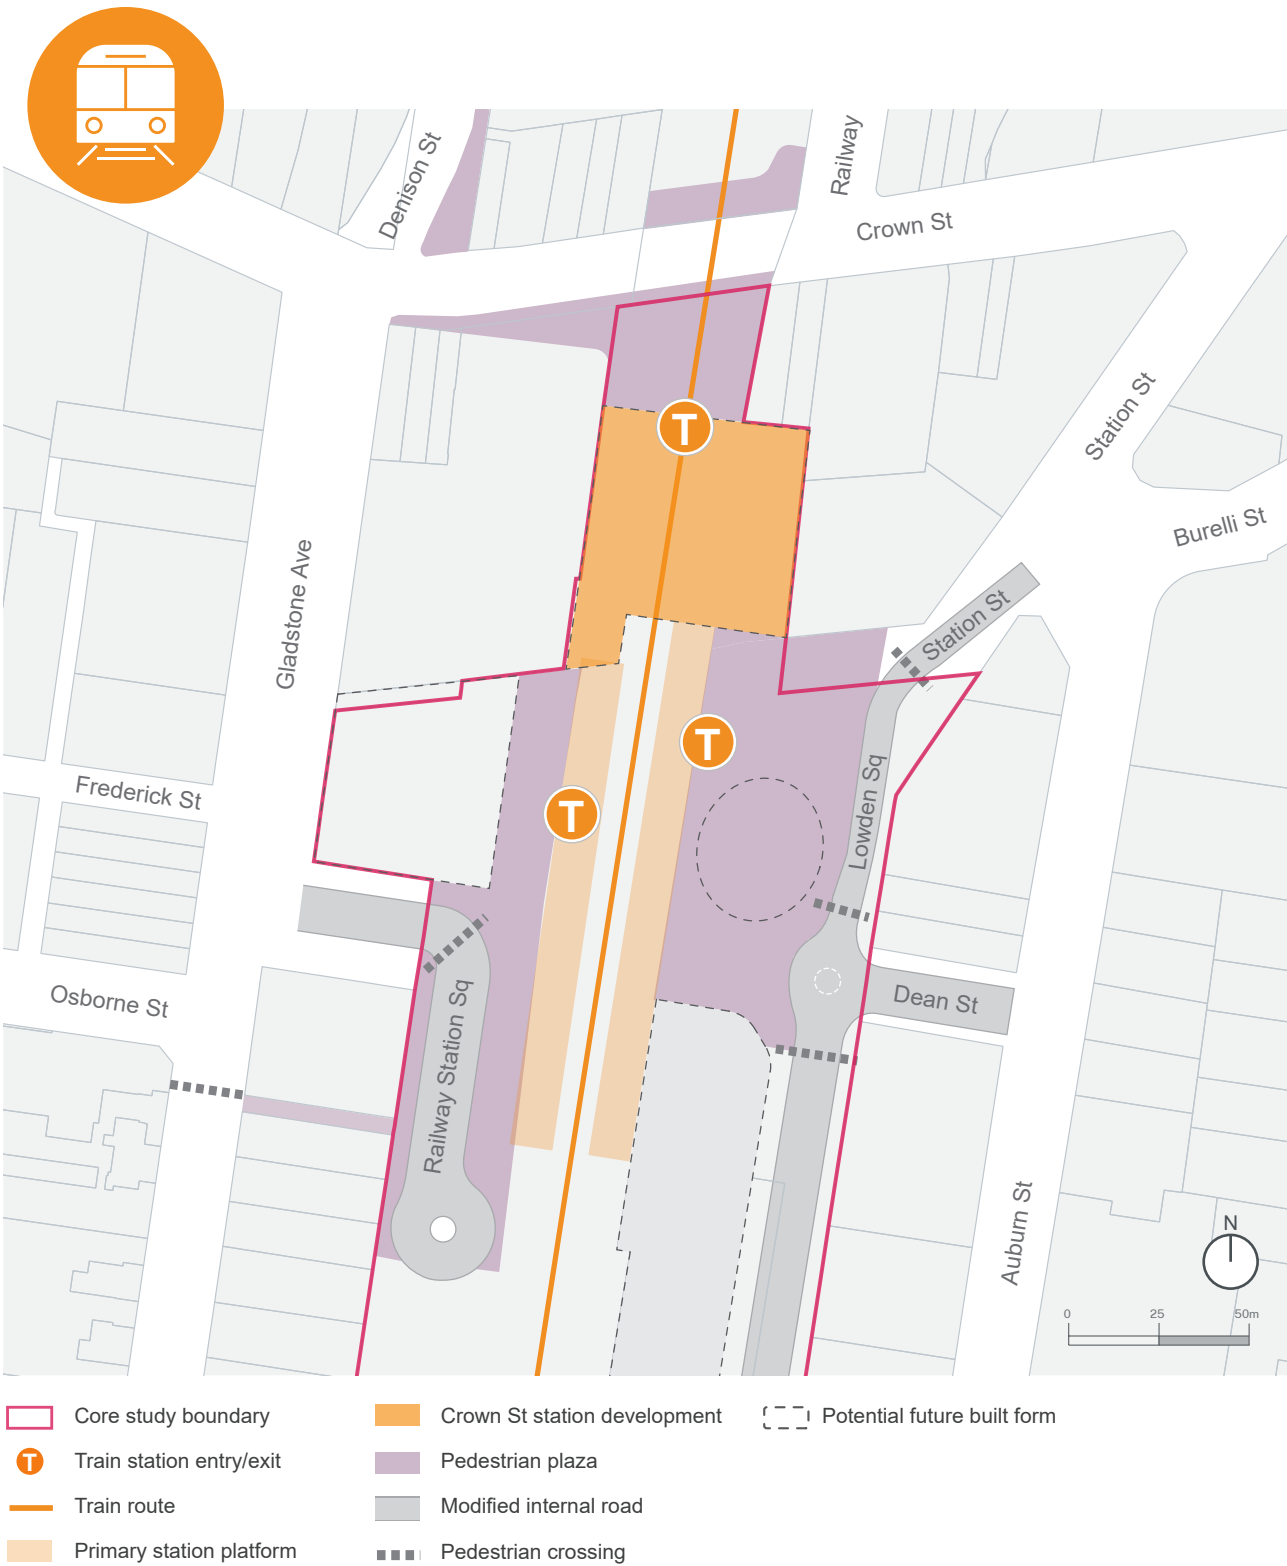 Denison St
Railway
Crown St
T
Station St
Burelli St
Gladstone Ave
Station St
T
Frederick St
T
Lowden Sq
Osborne St
Dean St
Railway Station Sq
Auburn St
N
0 25 50m
Core study boundary
Crown St station development
Potential future built form
T Train station entry/exit
Pedestrian plaza
Train route
Modified internal road
Primary station platform
Pedestrian crossing